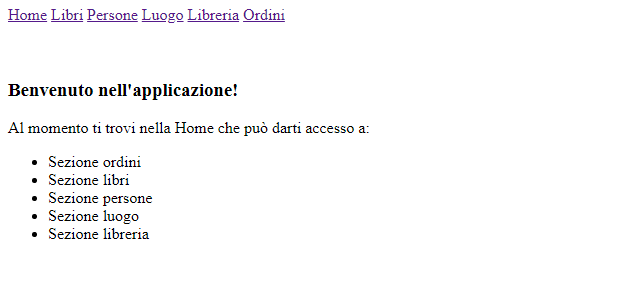 Home Libri Persone Luogo Libreria Ordini
Benvenuto nell'applicazione!
Al momento ti trovi nella Home che può darti accesso a:
Sezione ordini
Sezione libri
Sezione persone
Sezione luogo
Sezione libreria